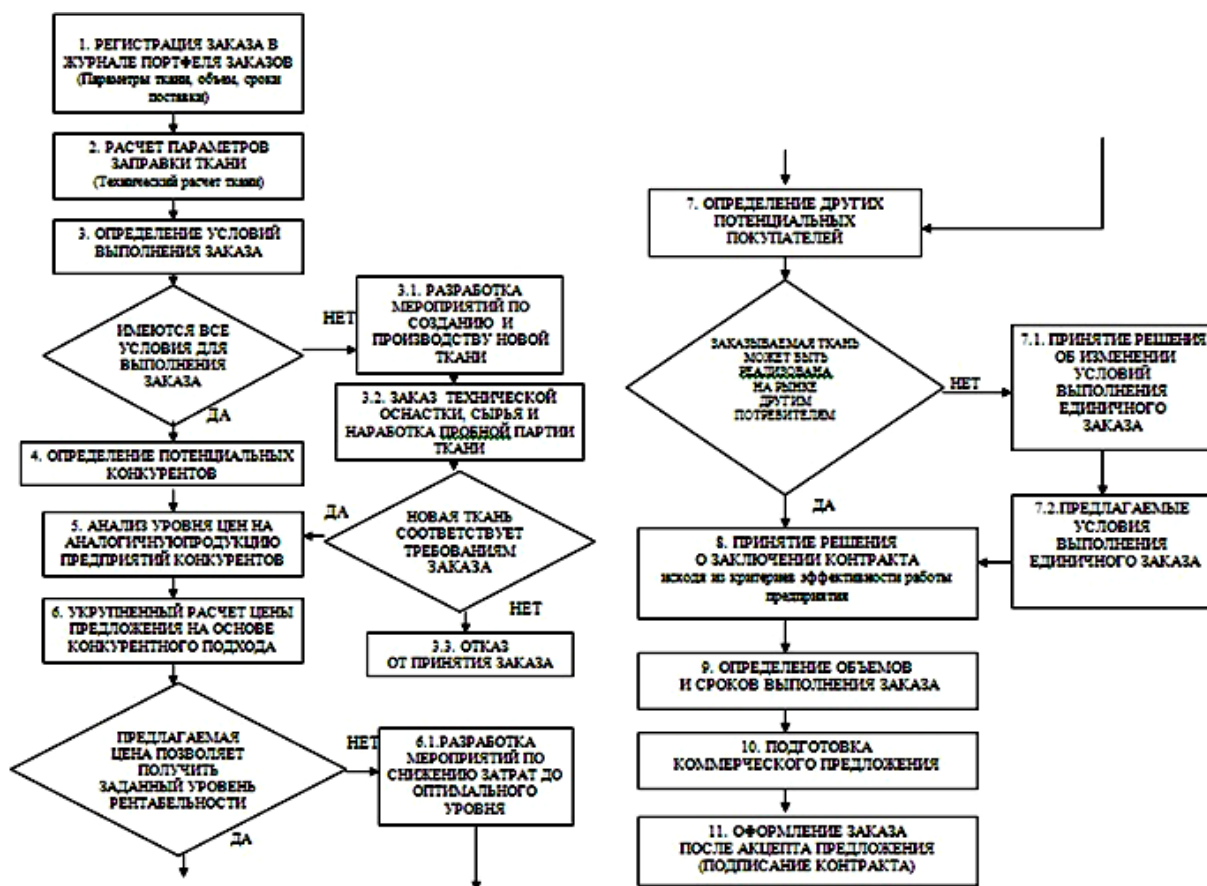 1. РЕГИСТРАЦИЯ ЗАКАЗА В
ЖУРНАЛЕ ПОРТФЕЛЯ ЗАКАЗОВ
(Параметры ткани, объем, сроки
поставки)
2. РАСЧЕТ ПАРАМЕТРОВ
ЗАПРАВКИ ТКАНИ
(Технический расчет ткани)
3. ОПРЕДЕЛЕНИЕ УСЛОВИЙ
ВЫПОЛНЕНИЯ ЗАКАЗА
ИМЕЮТСЯ ВСЕ
УСЛОВИЯ ДЛЯ
ВЫПОЛНЕНИЯ
ЗАКАЗА
НЕТ
3.1. РАЗРАБОТКА
МЕРОПРИЯТИЙ ПО
СОЗДАНИЮ И
ПРОИЗВОДСТВУ НОВОЙ
ТКАНИ
3.2. ЗАКАЗ ТЕХНИЧЕСКОЙ
ОСНАСТКИ, СЫРЬЯ И
НАРАБОТКА ПРОБНОЙ ПАРТИИ
ТКАНИ
ДА
4. ОПРЕДЕЛЕНИЕ ПОТЕНЦИАЛЬНЫХ
КОНКУРЕНТОВ
5. АНАЛИЗ УРОВНЯ ЦЕН НА
АНАЛОГИЧНУЮПРОДУКЦИЮ
ПРЕДПРИЯТИЙ КОНКУРЕНТОВ
ДА
НОВАЯ ТКАНЬ
СООТВЕТСТВУЕТ
ТРЕБОВАНИЯМ
ЗАКАЗА
НЕТ
3.3. ОТКАЗ
ОТ ПРИНЯТИЯ ЗАКАЗА
6. УКРУПНЕННЫЙ РАСЧЕТ ЦЕНЫ
ПРЕДЛОЖЕНИЯ НА ОСНОВЕ
КОНКУРЕНТНОГО ПОДХОДА
ПРЕДЛАГАЕМАЯ
ЦЕНА ПОЗВОЛЯЕТ
ПОЛУЧИТЬ
ЗАДАННЫЙ УРОВЕНЬ
РЕНТАБЕЛЬНОСТИ
НЕТ
6.1.РАЗРАБОТКА
МЕРОПРИЯТИЙ ПО
СНИЖЕНИЮ ЗАТРАТ ДО
ОПТИМАЛЬНОГО
УРОВНЯ
ДА
7. ОПРЕДЕЛЕНИЕ ДРУГИХ
ПОТЕНЦИАЛЬНЫХ
ПОКУПАТЕЛЕЙ
ЗАКАЗЫВАЕМАЯ ТКАНЬ
МОЖЕТ БЫТЬ
РЕАЛИЗОВАНА
НА РЫНКЕ
ДРУГИМ
ПОТРЕБИТЕЛЯМ
НЕТ
7.1. ПРИНЯТИЕ РЕШЕНИЯ
ОБ ИЗМЕНЕНИИ
УСЛОВИЙ
ВЫПОЛНЕНИЯ
ЕДИНИЧНОГО
ЗАКАЗА
7.2.ПРЕДЛАГАЕМЫЕ
УСЛОВИЯ
ВЫПОЛНЕНИЯ
ЕДИНИЧНОГО ЗАКАЗА
ДА
8. ПРИНЯТИЕ РЕШЕНИЯ
О ЗАКЛЮЧЕНИИ КОНТРАКТА
исходя из критериев эффективности работы
предприятия
9. ОПРЕДЕЛЕНИЕ ОБЪЕМОВ
И СРОКОВ ВЫПОЛНЕНИЯ ЗАКАЗА
10. ПОДГОТОВКА
КОММЕРЧЕСКОГО ПРЕДЛОЖЕНИЯ
11. ОФОРМЛЕНИЕ ЗАКАЗА
ПОСЛЕ АКЦЕПТА ПРЕДЛОЖЕНИЯ
(ПОДПИСАНИЕ КОНТРАКТА)